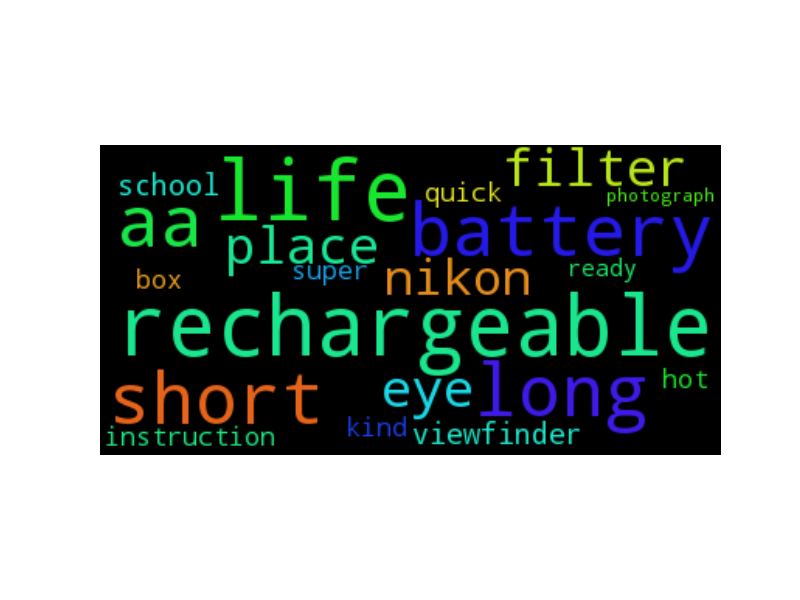 school life quick filter
photograph
aa place battery
box super nikon ready
rechargeable
short eye long hot
instruction kind viewfinder